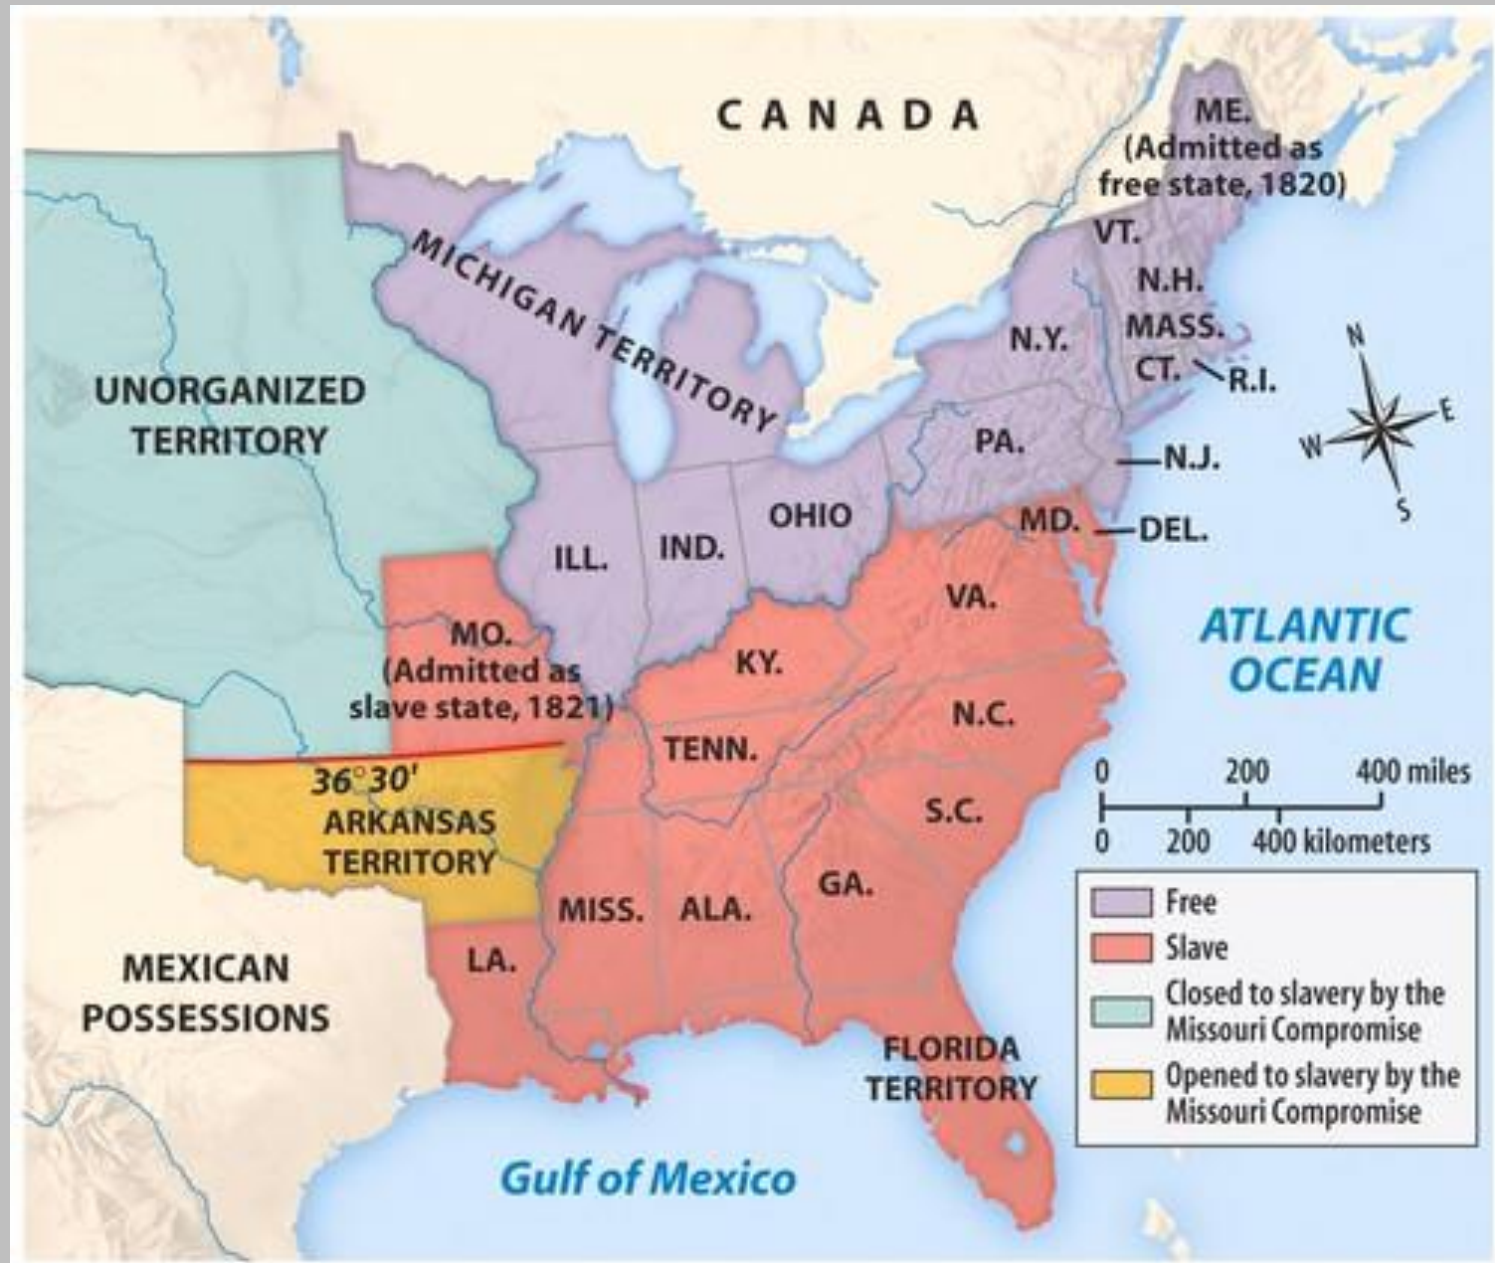 CANADA
ME.
(Admitted as
free state, 1820)
VT.
N.H.
MASS.
CT.
R.I.
N.Y.
MICHIGAN TERRITORY
UNORGANIZED
TERRITORY
PA.
N.J.
N
E
W
S
OHIO
MD.
DEL.
ILL.
IND.
VA.
ATLANTIC
OCEAN
MO.
(Admitted as
slave state, 1821)
KY.
N.C.
TENN.
36°30'
ARKANSAS
TERRITORY
S.C.
0 200 400 miles
0 200 400 kilometers
GA.
MISS.
ALA.
LA.
MEXICAN
POSSESSIONS
FLORIDA
TERRITORY
Gulf of Mexico
Free
Slave
Closed to slavery by the
Missouri Compromise
Opened to slavery by the
Missouri Compromise